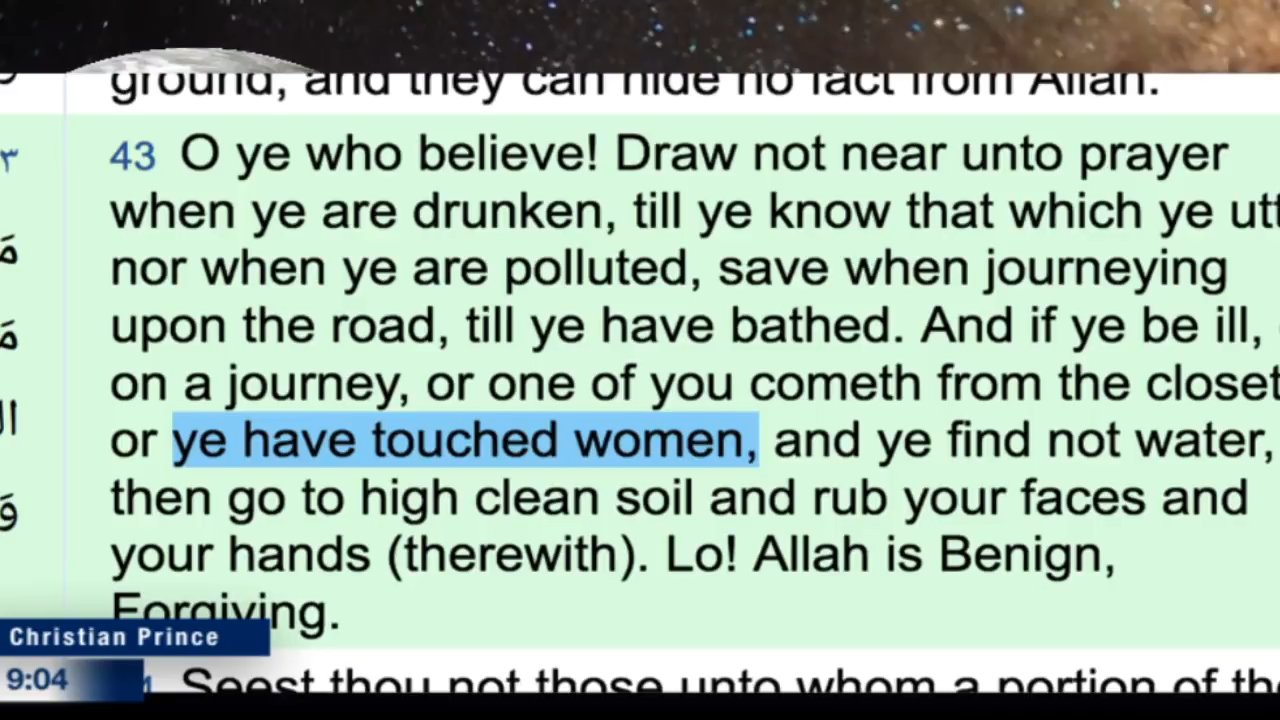 ground, and they can hide no fact from Allah.
43 O ye who believe! Draw not near unto prayer
when ye are drunken, till ye know that which ye utt
nor when ye are polluted, save when journeying
upon the road, till ye have bathed. And if ye be ill,
on a journey, or one of you cometh from the closet
or ye have touched women, and ye find not water,
then go to high clean soil and rub your faces and
your hands (therewith). Lo! Allah is Benign,
Forgiving.
Christian Prince
9:04
Seest thou not those unto whom a portion of the